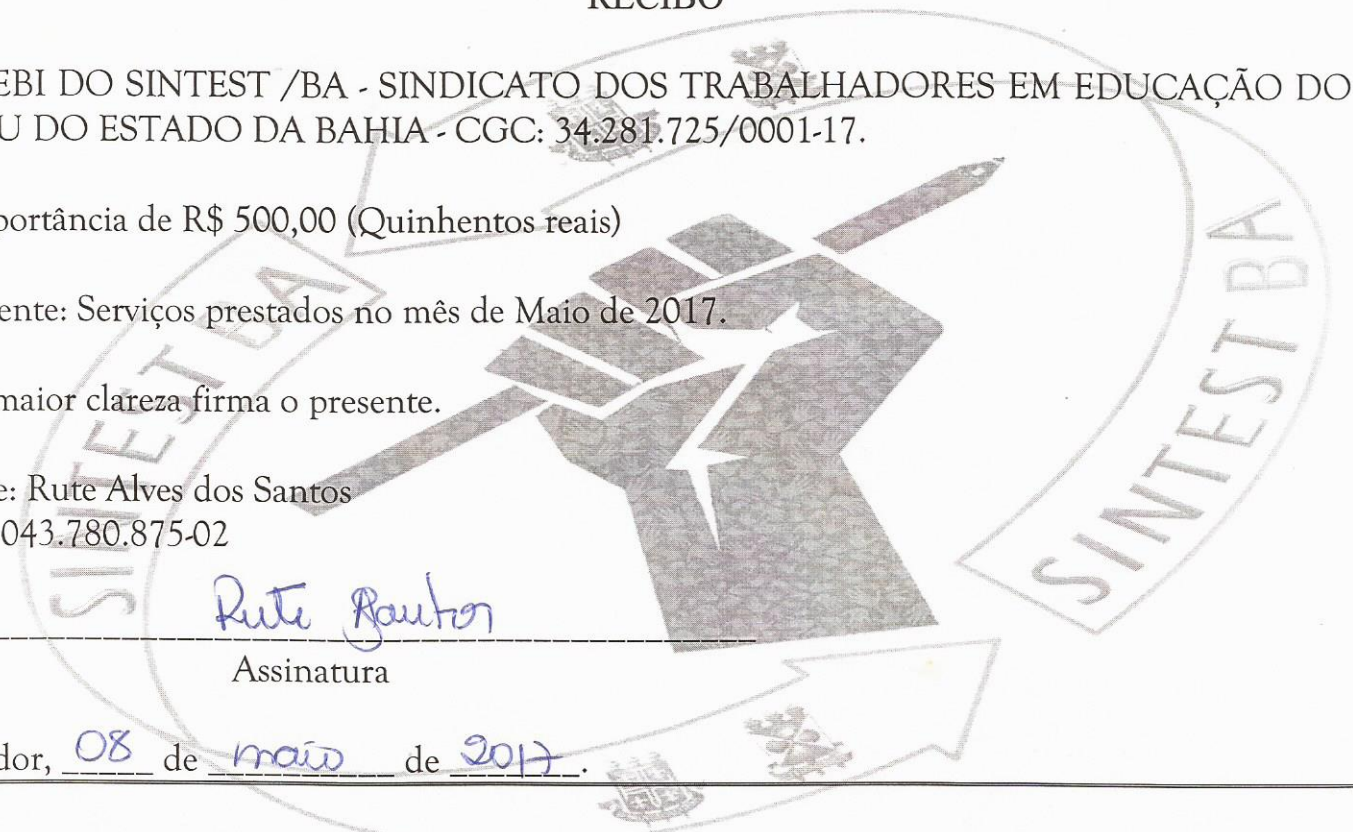 RECIBO
EBI DO SINTEST /BA - SINDICATO DOS TRABALHADORES EM EDUCAÇÃO DO
U DO ESTADO DA BAHIA - CGC: 34.281.725/0001-17.
portância de R$ 500,00 (Quinhentos reais)
ente: Serviços prestados no mês de Maio de 2017.
maior clareza firma o presente.
e: Rute Alves dos Santos
043.780.875-02
Rute Santos
Assinatura
dor, 08 de maio de 2017.
SINTEST BA
SINTEST BA